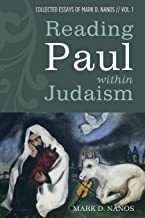 COLLECTED ESSAYS OF MARK D. NANOS // VOL. 1
Reading
Paul
within
Judaism
MARK D. NANOS